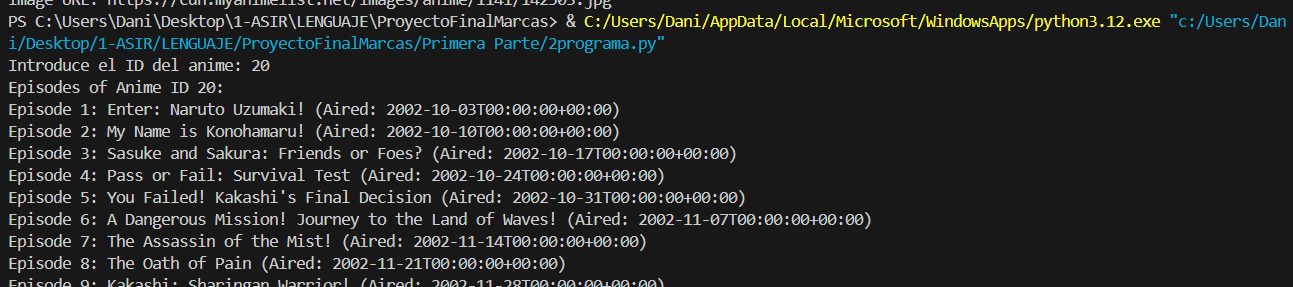 Image URL: https://cdn.myanimelist.net/images/anime/1141/142503.jpg
PS C:\Users\Dani\Desktop\1-ASIR\LENGUAJE\ProyectoFinalMarcas> & C:/Users/Dani/AppData/Local/Microsoft/WindowsApps/python3.12.exe "c:/Users/Dan
i/Desktop/1-ASIR/LENGUAJE/ProyectoFinalMarcas/Primera Parte/2programa.py"
Introduce el ID del anime: 20
Episodes of Anime ID 20:
Episode 1: Enter: Naruto Uzumaki! (Aired: 2002-10-03T00:00:00+00:00)
Episode 2: My Name is Konohamaru! (Aired: 2002-10-10T00:00:00+00:00)
Episode 3: Sasuke and Sakura: Friends or Foes? (Aired: 2002-10-17T00:00:00+00:00)
Episode 4: Pass or Fail: Survival Test (Aired: 2002-10-24T00:00:00+00:00)
Episode 5: You Failed! Kakashi's Final Decision (Aired: 2002-10-31T00:00:00+00:00)
Episode 6: A Dangerous Mission! Journey to the Land of Waves! (Aired: 2002-11-07T00:00:00+00:00)
Episode 7: The Assassin of the Mist! (Aired: 2002-11-14T00:00:00+00:00)
Episode 8: The Oath of Pain (Aired: 2002-11-21T00:00:00+00:00)
Episode 9: Kakashi: Sharingan Warrior! (Aired: 2002-11-28T00:00:00+00:00)